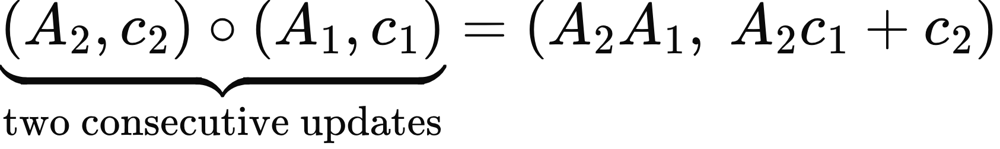 (A₂, c₂) ∘ (A₁, c₁) = (A₂A₁, A₂c₁ + c₂)
two consecutive updates